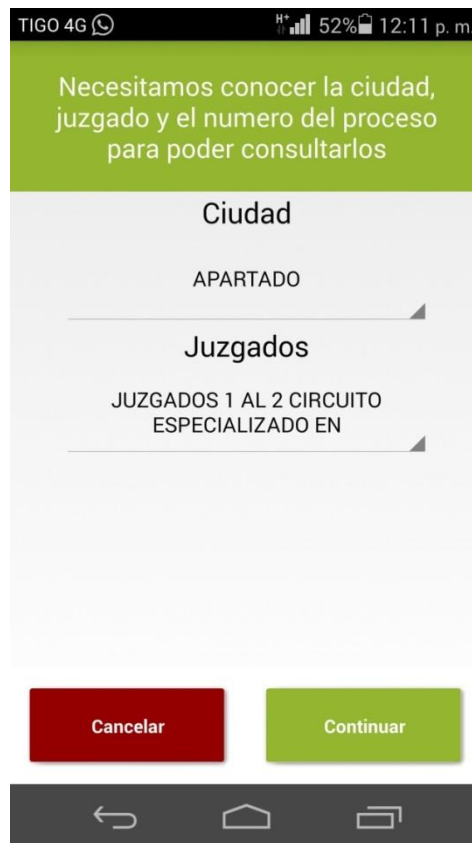 TIGO 4G H+ 52% 12:11 p. m.
Necesitamos conocer la ciudad,
juzgado y el numero del proceso
para poder consultarlos
Ciudad
APARTADO
Juzgados
JUZGADOS 1 AL 2 CIRCUITO
ESPECIALIZADO EN
Cancelar Continuar